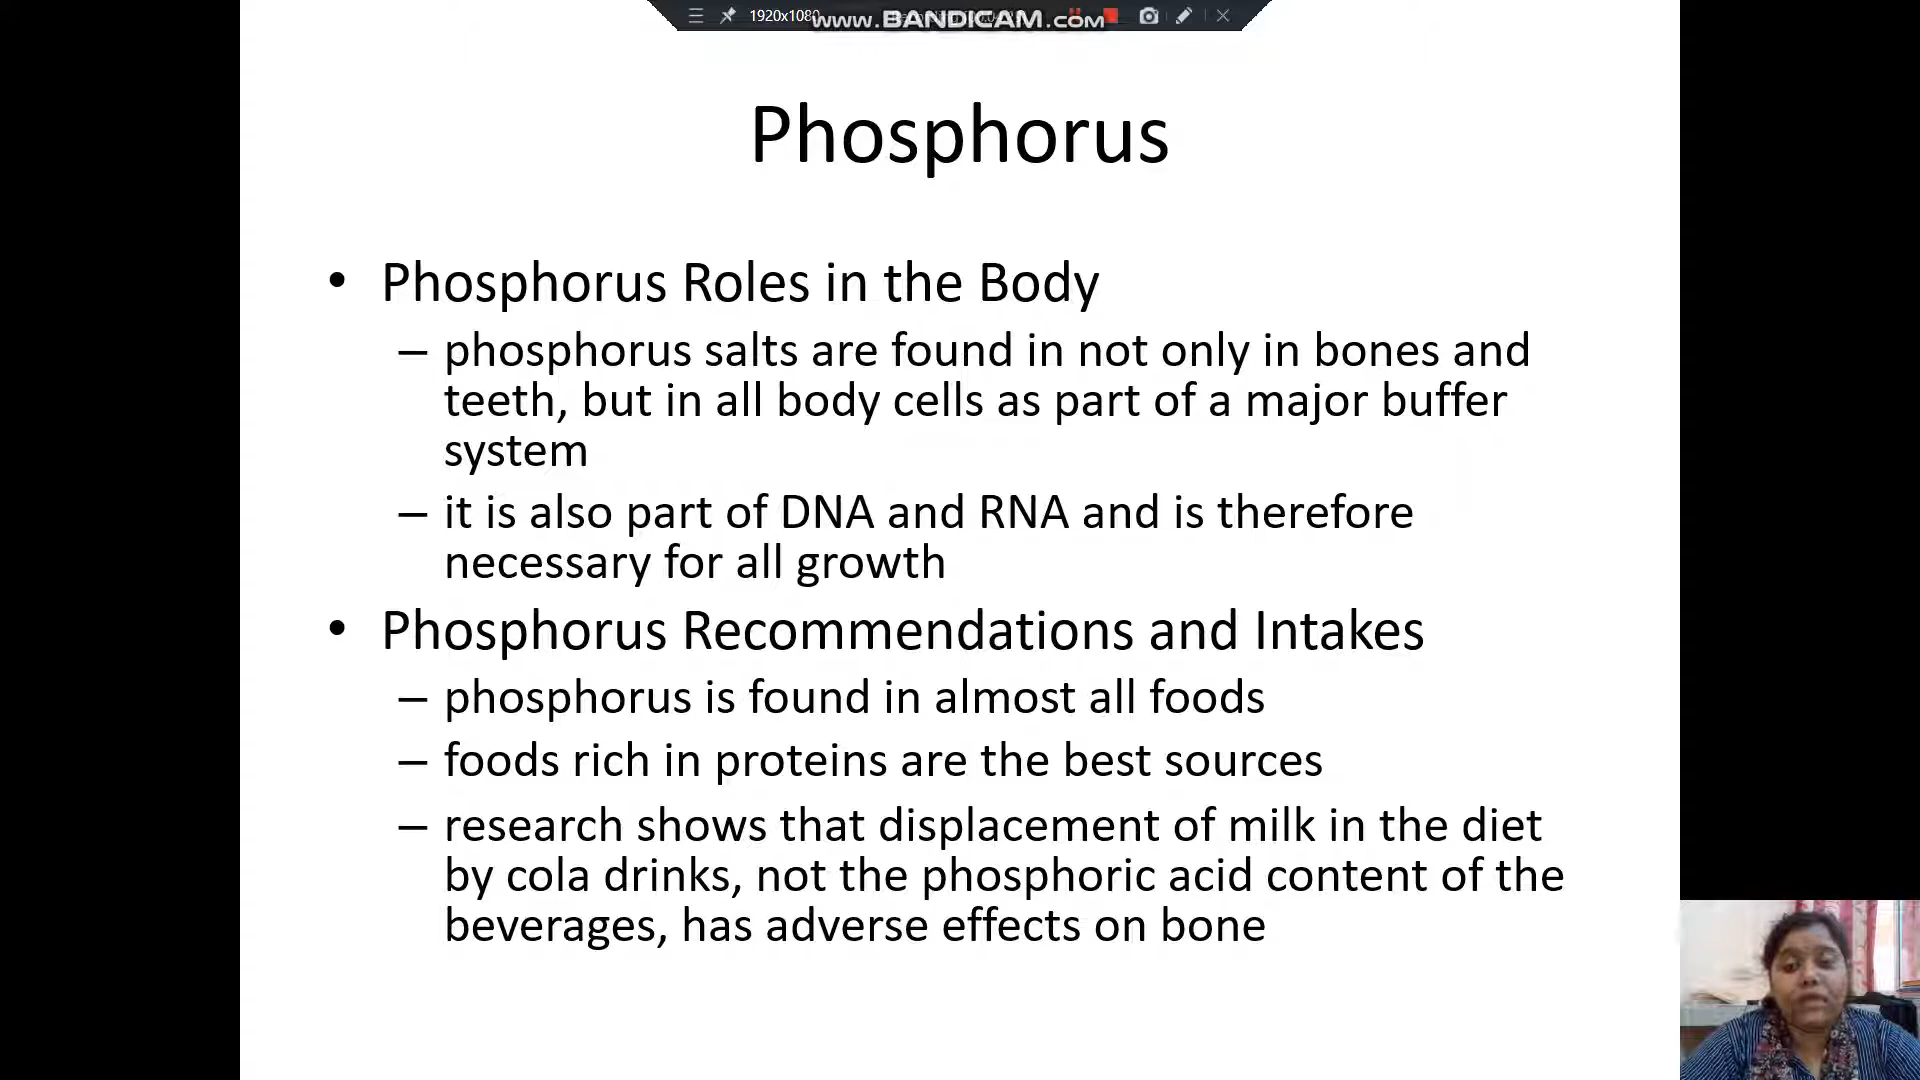 1920x1080
www.BANDICAM.com
Phosphorus
• Phosphorus Roles in the Body
– phosphorus salts are found in not only in bones and
teeth, but in all body cells as part of a major buffer
system
– it is also part of DNA and RNA and is therefore
necessary for all growth
• Phosphorus Recommendations and Intakes
– phosphorus is found in almost all foods
– foods rich in proteins are the best sources
– research shows that displacement of milk in the diet
by cola drinks, not the phosphoric acid content of the
beverages, has adverse effects on bone